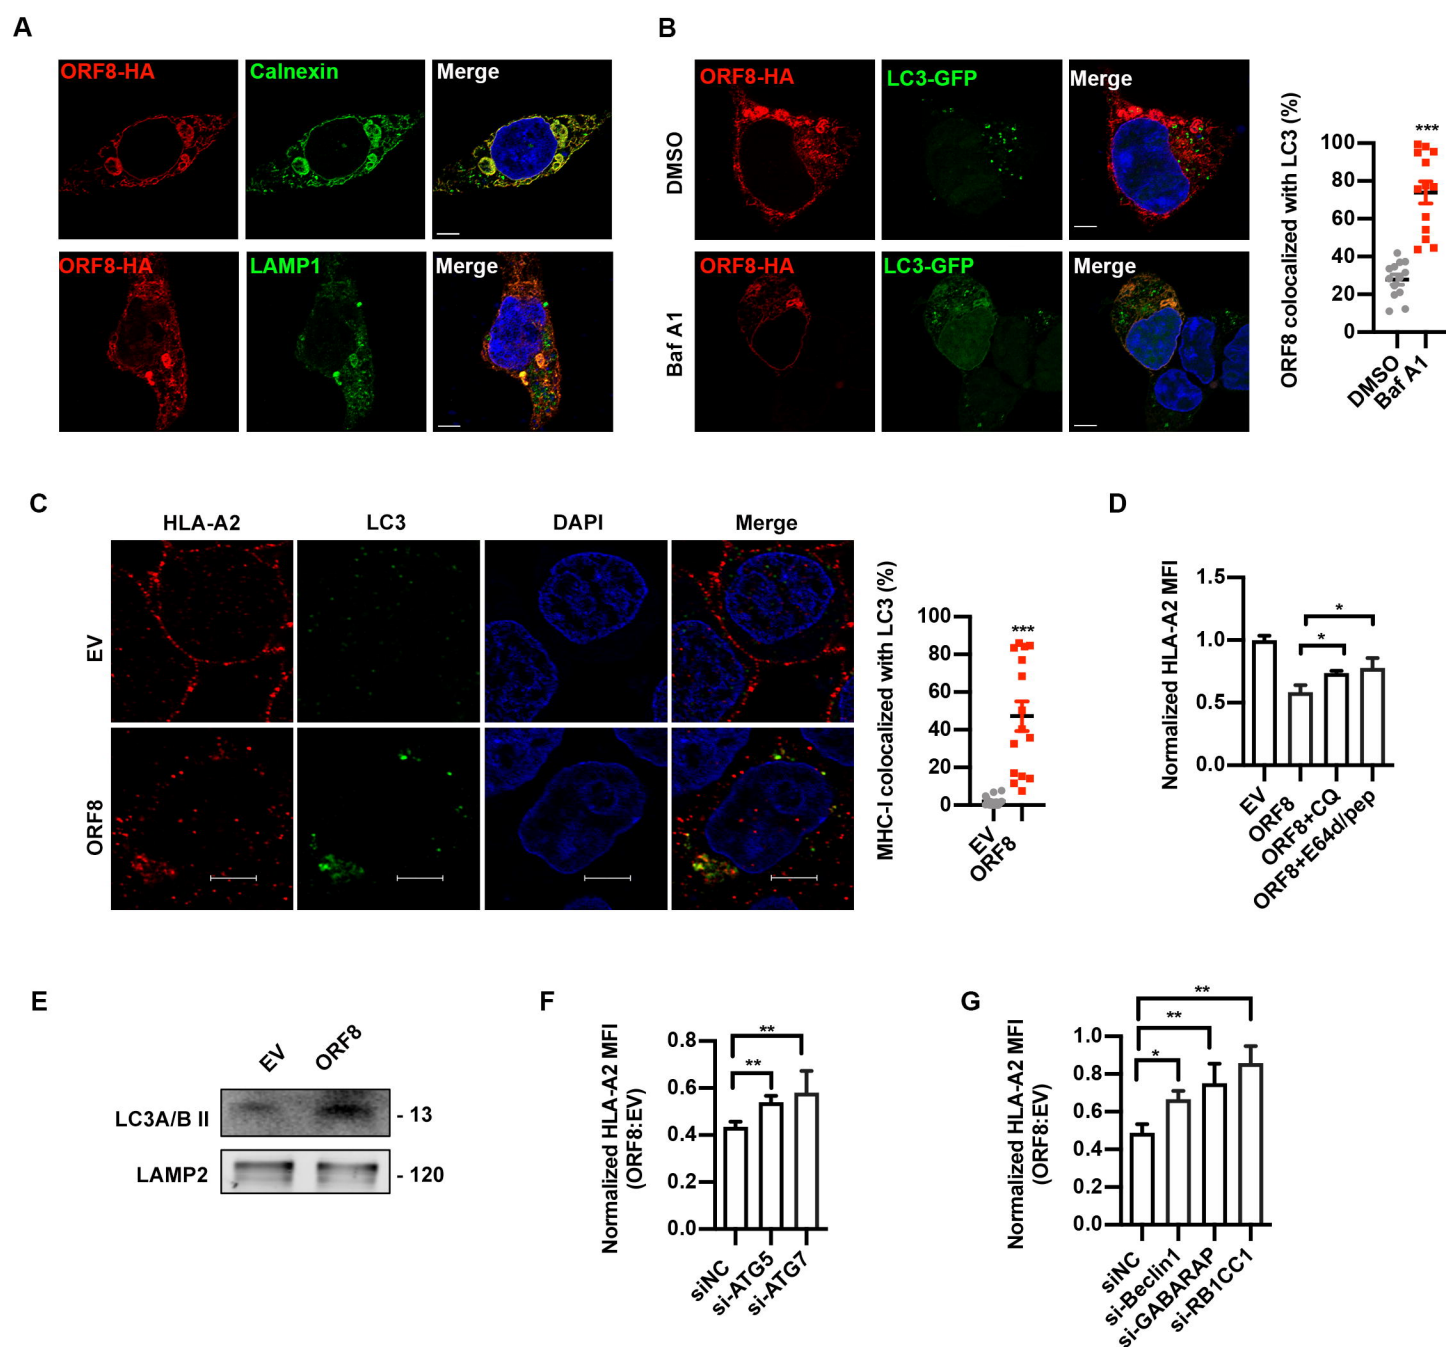 A
ORF8-HA
Calnexin
Merge
ORF8-HA
LAMP1
Merge
B
DMSO
ORF8-HA
LC3-GFP
Merge
Baf A1
ORF8-HA
LC3-GFP
Merge
ORF8 colocalized with LC3 (%)
100
80
60
40
20
0
***
DMSO
Baf A1
C
HLA-A2
LC3
DAPI
Merge
EV
ORF8
MHC-I colocalized with LC3 (%)
100
80
60
40
20
0
***
EV
ORF8
D
Normalized HLA-A2 MFI
1.5
1.0
0.5
0.0
*
*
EV
ORF8
ORF8+CQ
ORF8+E64d/pep
E
EV
ORF8
LC3A/B II
- 13
LAMP2
- 120
F
Normalized HLA-A2 MFI
(ORF8:EV)
0.8
0.6
0.4
0.2
0.0
**
**
siNC
si-ATG5
si-ATG7
G
Normalized HLA-A2 MFI
(ORF8:EV)
1.0
0.8
0.6
0.4
0.2
0.0
**
**
*
siNC
si-Beclin1
si-GABARAP
si-RB1CC1